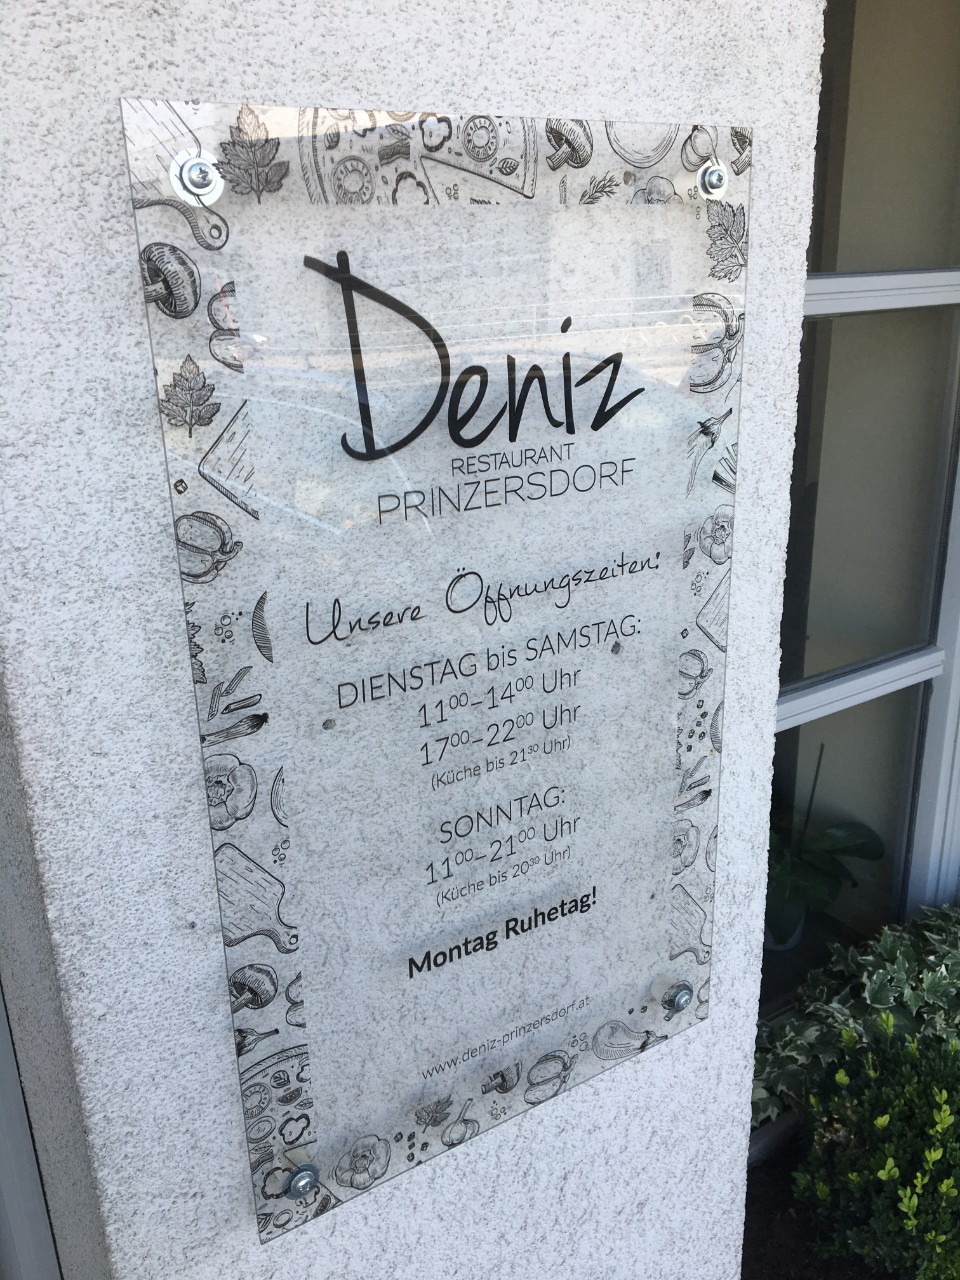 Deniz
RESTAURANT
PRINZERSDORF
Unsere Öffnungszeiten:
DIENSTAG bis SAMSTAG:
11⁰⁰–14⁰⁰ Uhr
17⁰⁰–22⁰⁰ Uhr
(Küche bis 21³⁰ Uhr)
SONNTAG:
11⁰⁰–21⁰⁰ Uhr
(Küche bis 20³⁰ Uhr)
Montag Ruhetag!
www.deniz-prinzersdorf.at